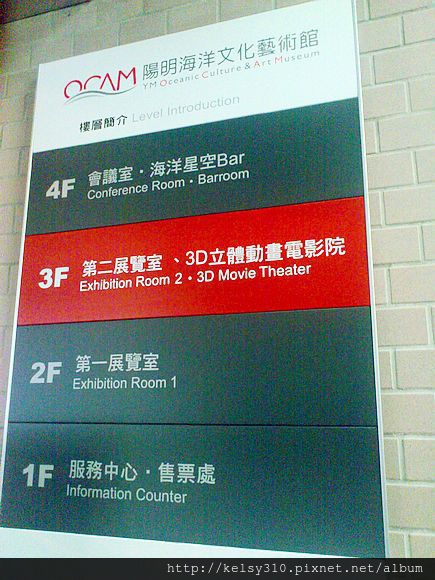 OCAM 陽明海洋文化藝術館
YM Oceanic Culture & Art Museum
樓層簡介 Level Introduction
4F 會議室・海洋星空Bar
Conference Room・Barroom
3F 第二展覽室、3D立體動畫電影院
Exhibition Room 2・3D Movie Theater
2F 第一展覽室
Exhibition Room 1
1F 服務中心・售票處
Information Counter
http://kelsy310.pixnet.net/album